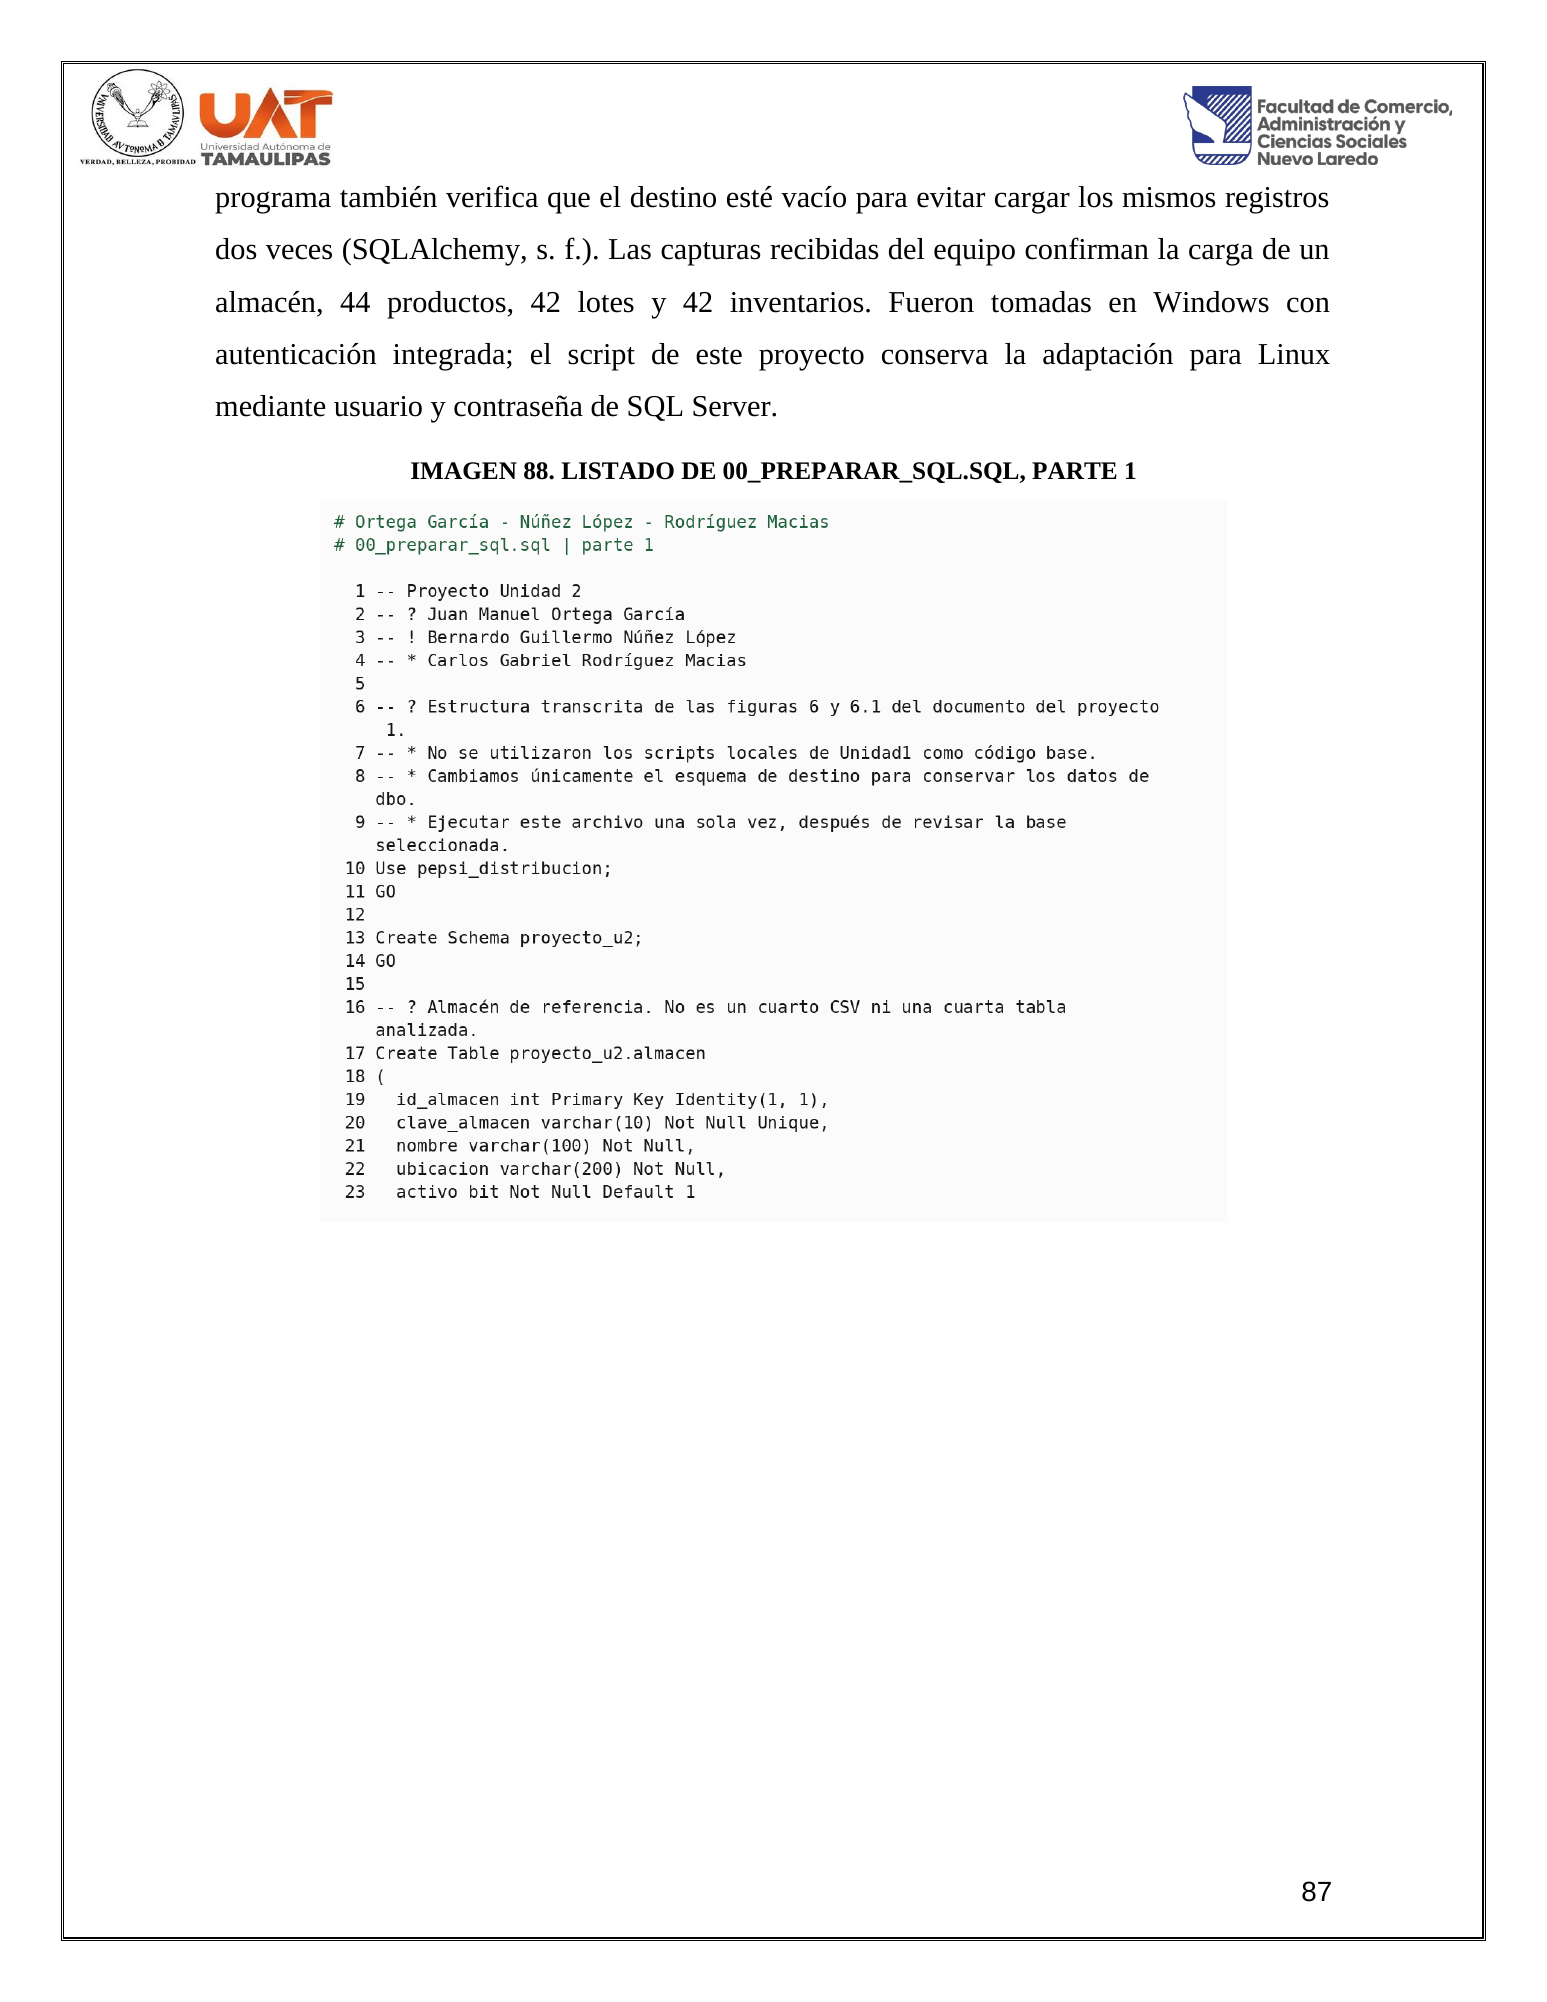 UNIVERSIDAD AVTONOMA D TAMAVLIPAS
VERDAD, BELLEZA, PROBIDAD
UAT
Universidad Autónoma de
TAMAULIPAS
Facultad de Comercio,
Administración y
Ciencias Sociales
Nuevo Laredo
programa también verifica que el destino esté vacío para evitar cargar los mismos registros
dos veces (SQLAlchemy, s. f.). Las capturas recibidas del equipo confirman la carga de un
almacén, 44 productos, 42 lotes y 42 inventarios. Fueron tomadas en Windows con
autenticación integrada; el script de este proyecto conserva la adaptación para Linux
mediante usuario y contraseña de SQL Server.
IMAGEN 88. LISTADO DE 00_PREPARAR_SQL.SQL, PARTE 1
# Ortega García - Núñez López - Rodríguez Macias
# 00_preparar_sql.sql | parte 1
1 -- Proyecto Unidad 2
2 -- ? Juan Manuel Ortega García
3 -- ! Bernardo Guillermo Núñez López
4 -- * Carlos Gabriel Rodríguez Macias
5
6 -- ? Estructura transcrita de las figuras 6 y 6.1 del documento del proyecto
1.
7 -- * No se utilizaron los scripts locales de Unidad1 como código base.
8 -- * Cambiamos únicamente el esquema de destino para conservar los datos de
dbo.
9 -- * Ejecutar este archivo una sola vez, después de revisar la base
seleccionada.
10 Use pepsi_distribucion;
11 GO
12
13 Create Schema proyecto_u2;
14 GO
15
16 -- ? Almacén de referencia. No es un cuarto CSV ni una cuarta tabla
analizada.
17 Create Table proyecto_u2.almacen
18 (
19   id_almacen int Primary Key Identity(1, 1),
20   clave_almacen varchar(10) Not Null Unique,
21   nombre varchar(100) Not Null,
22   ubicacion varchar(200) Not Null,
23   activo bit Not Null Default 1
87